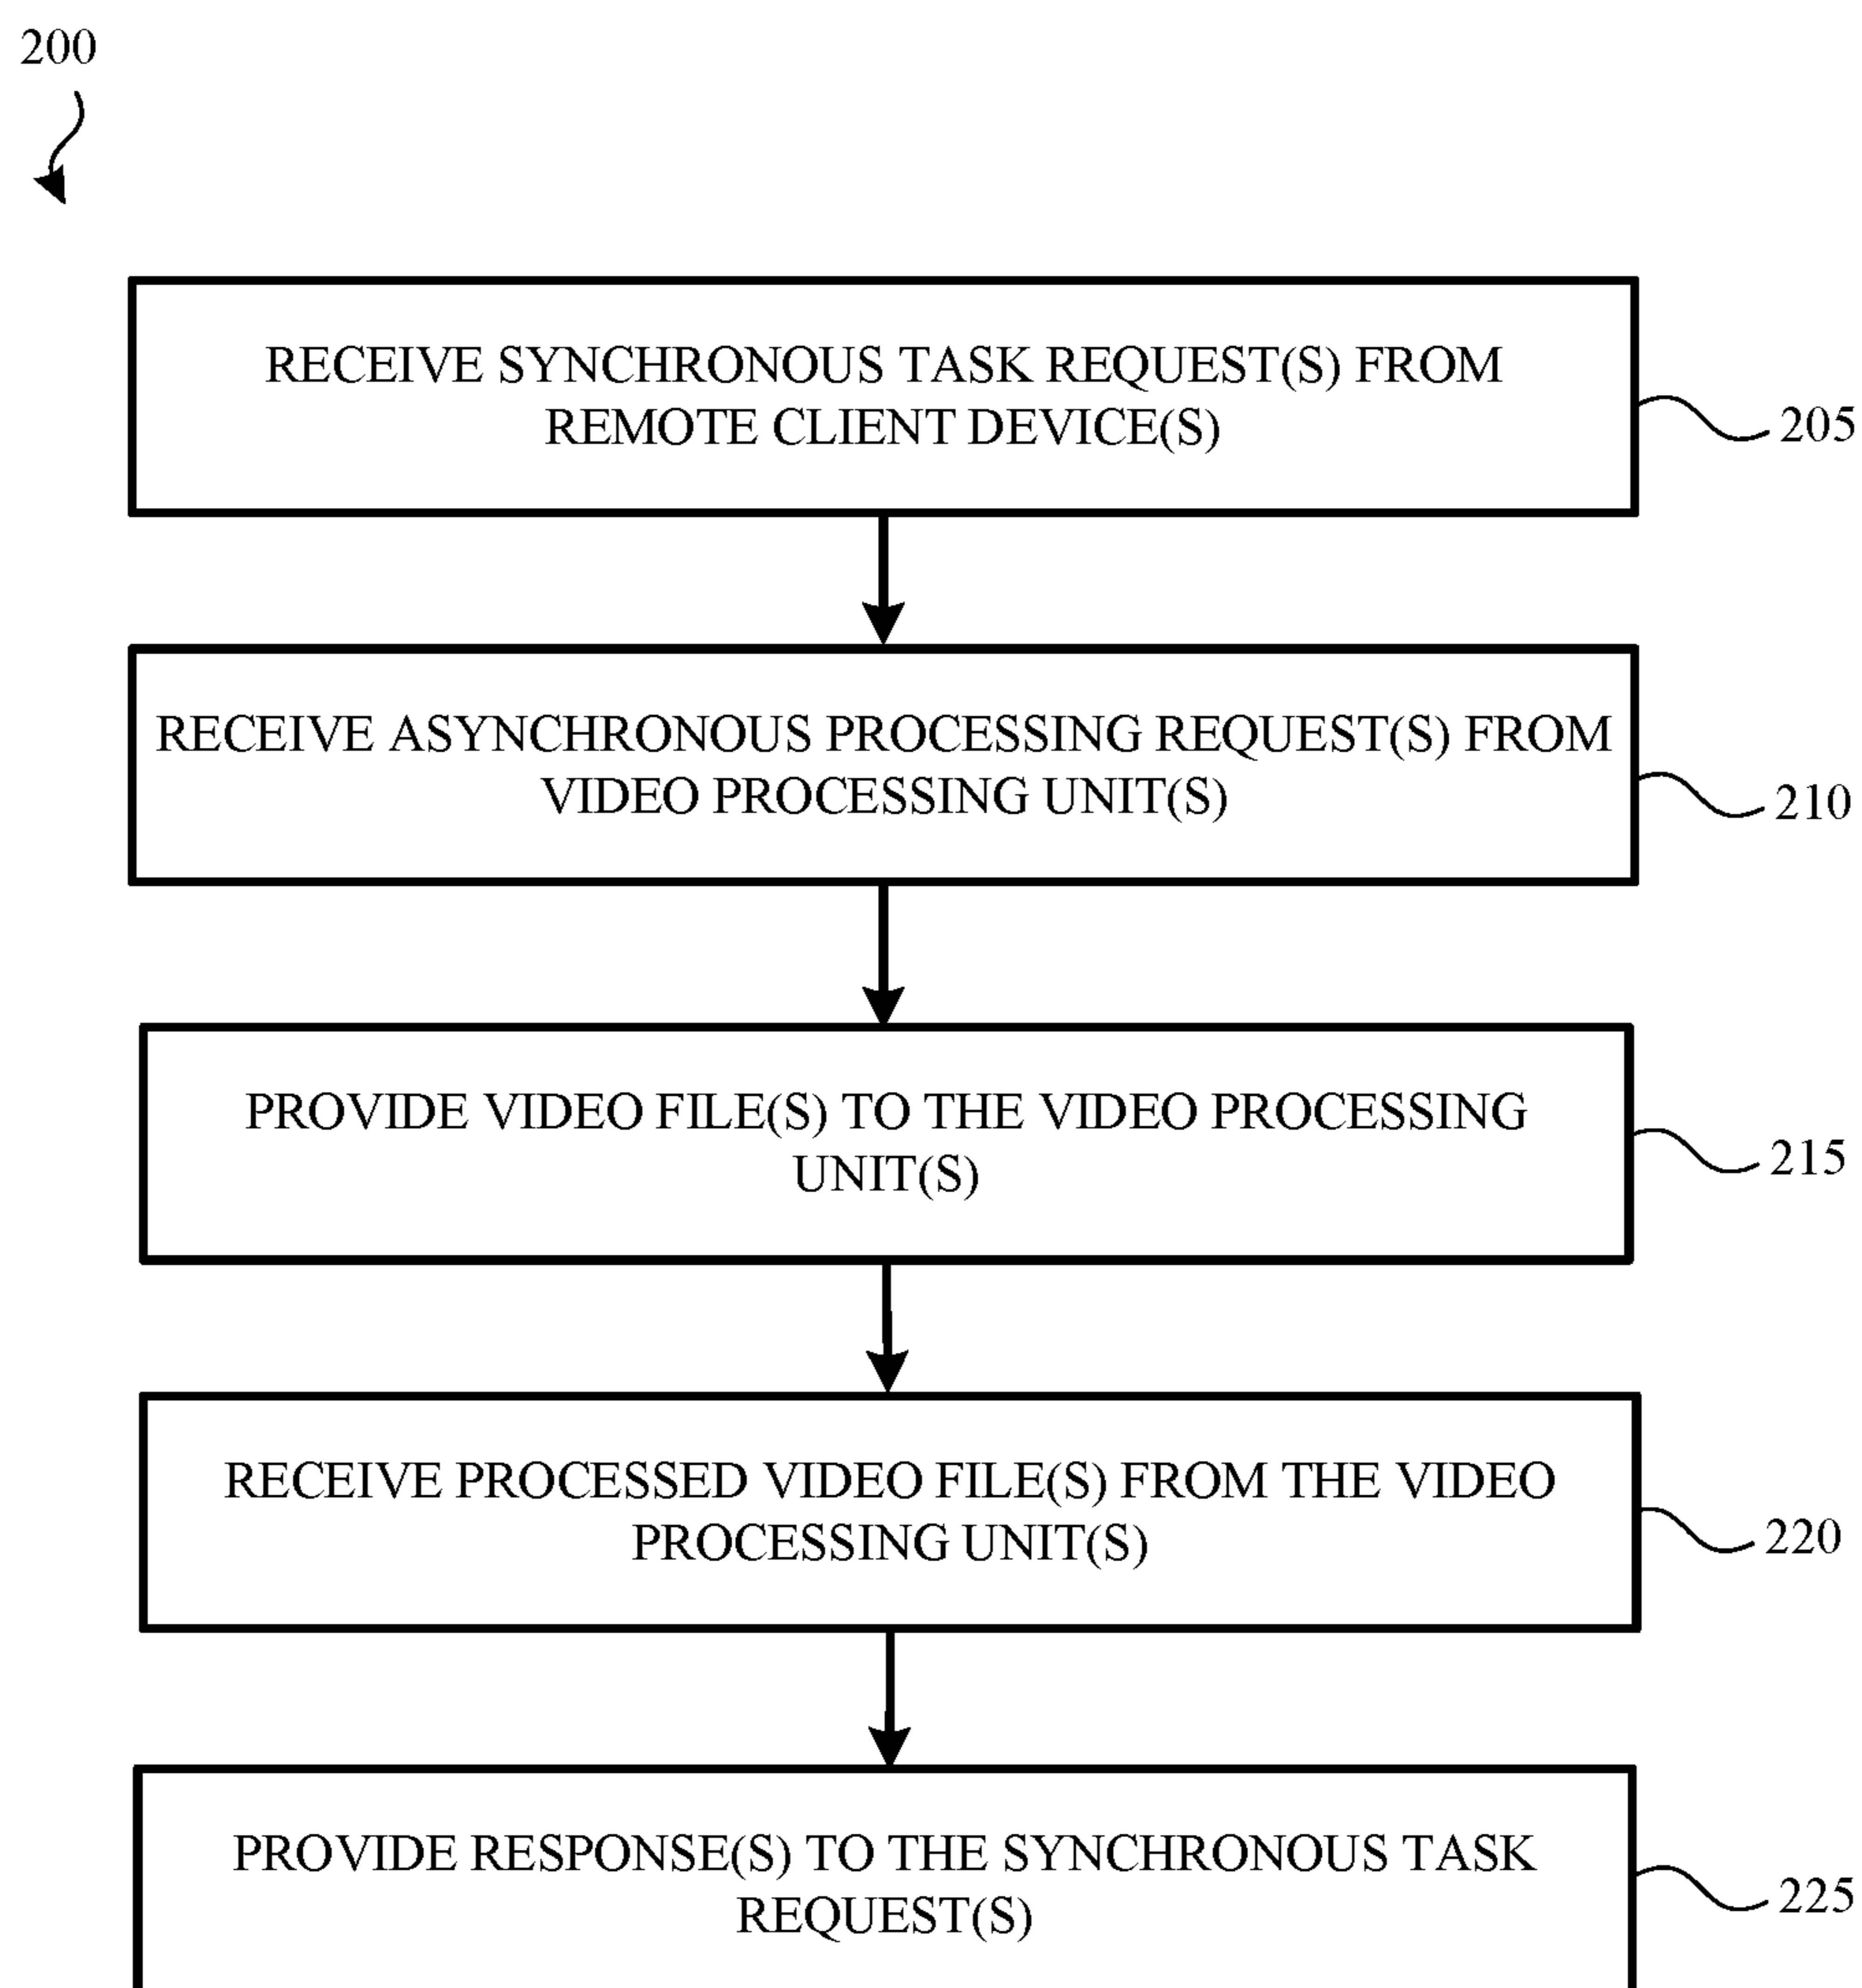 200
RECEIVE SYNCHRONOUS TASK REQUEST(S) FROM
REMOTE CLIENT DEVICE(S)
205
RECEIVE ASYNCHRONOUS PROCESSING REQUEST(S) FROM
VIDEO PROCESSING UNIT(S)
210
PROVIDE VIDEO FILE(S) TO THE VIDEO PROCESSING
UNIT(S)
215
RECEIVE PROCESSED VIDEO FILE(S) FROM THE VIDEO
PROCESSING UNIT(S)
220
PROVIDE RESPONSE(S) TO THE SYNCHRONOUS TASK
REQUEST(S)
225